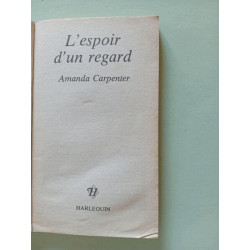 L'espoir
d'un regard
Amanda Carpenter
H
HARLEQUIN